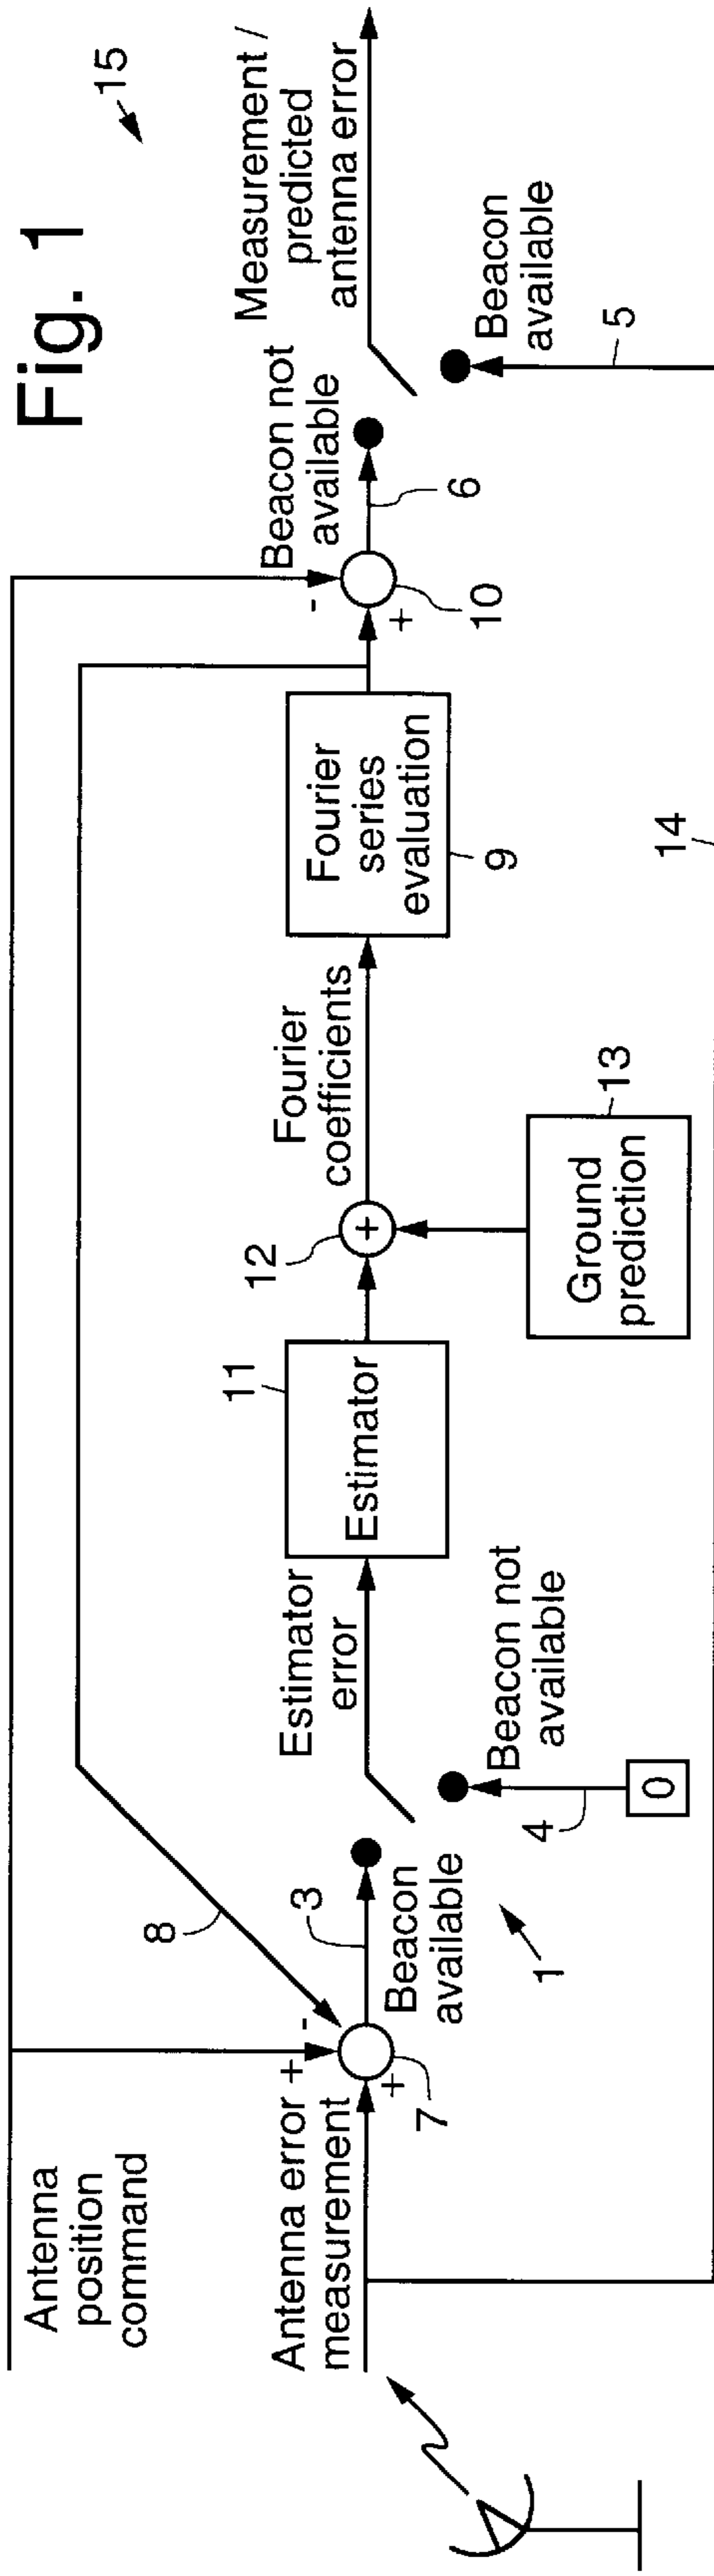 Fig. 1
15
Antenna
position
command
8
Antenna error
measurement
+
-
+
7
3
Beacon
available
1
4
0
Beacon not
available
Estimator
error
11
Estimator
12
+
Ground
prediction
13
Fourier
coefficients
Fourier
series
evaluation
9
-
+
10
Beacon not
available
6
Measurement /
predicted
antenna error
Beacon
available
5
14